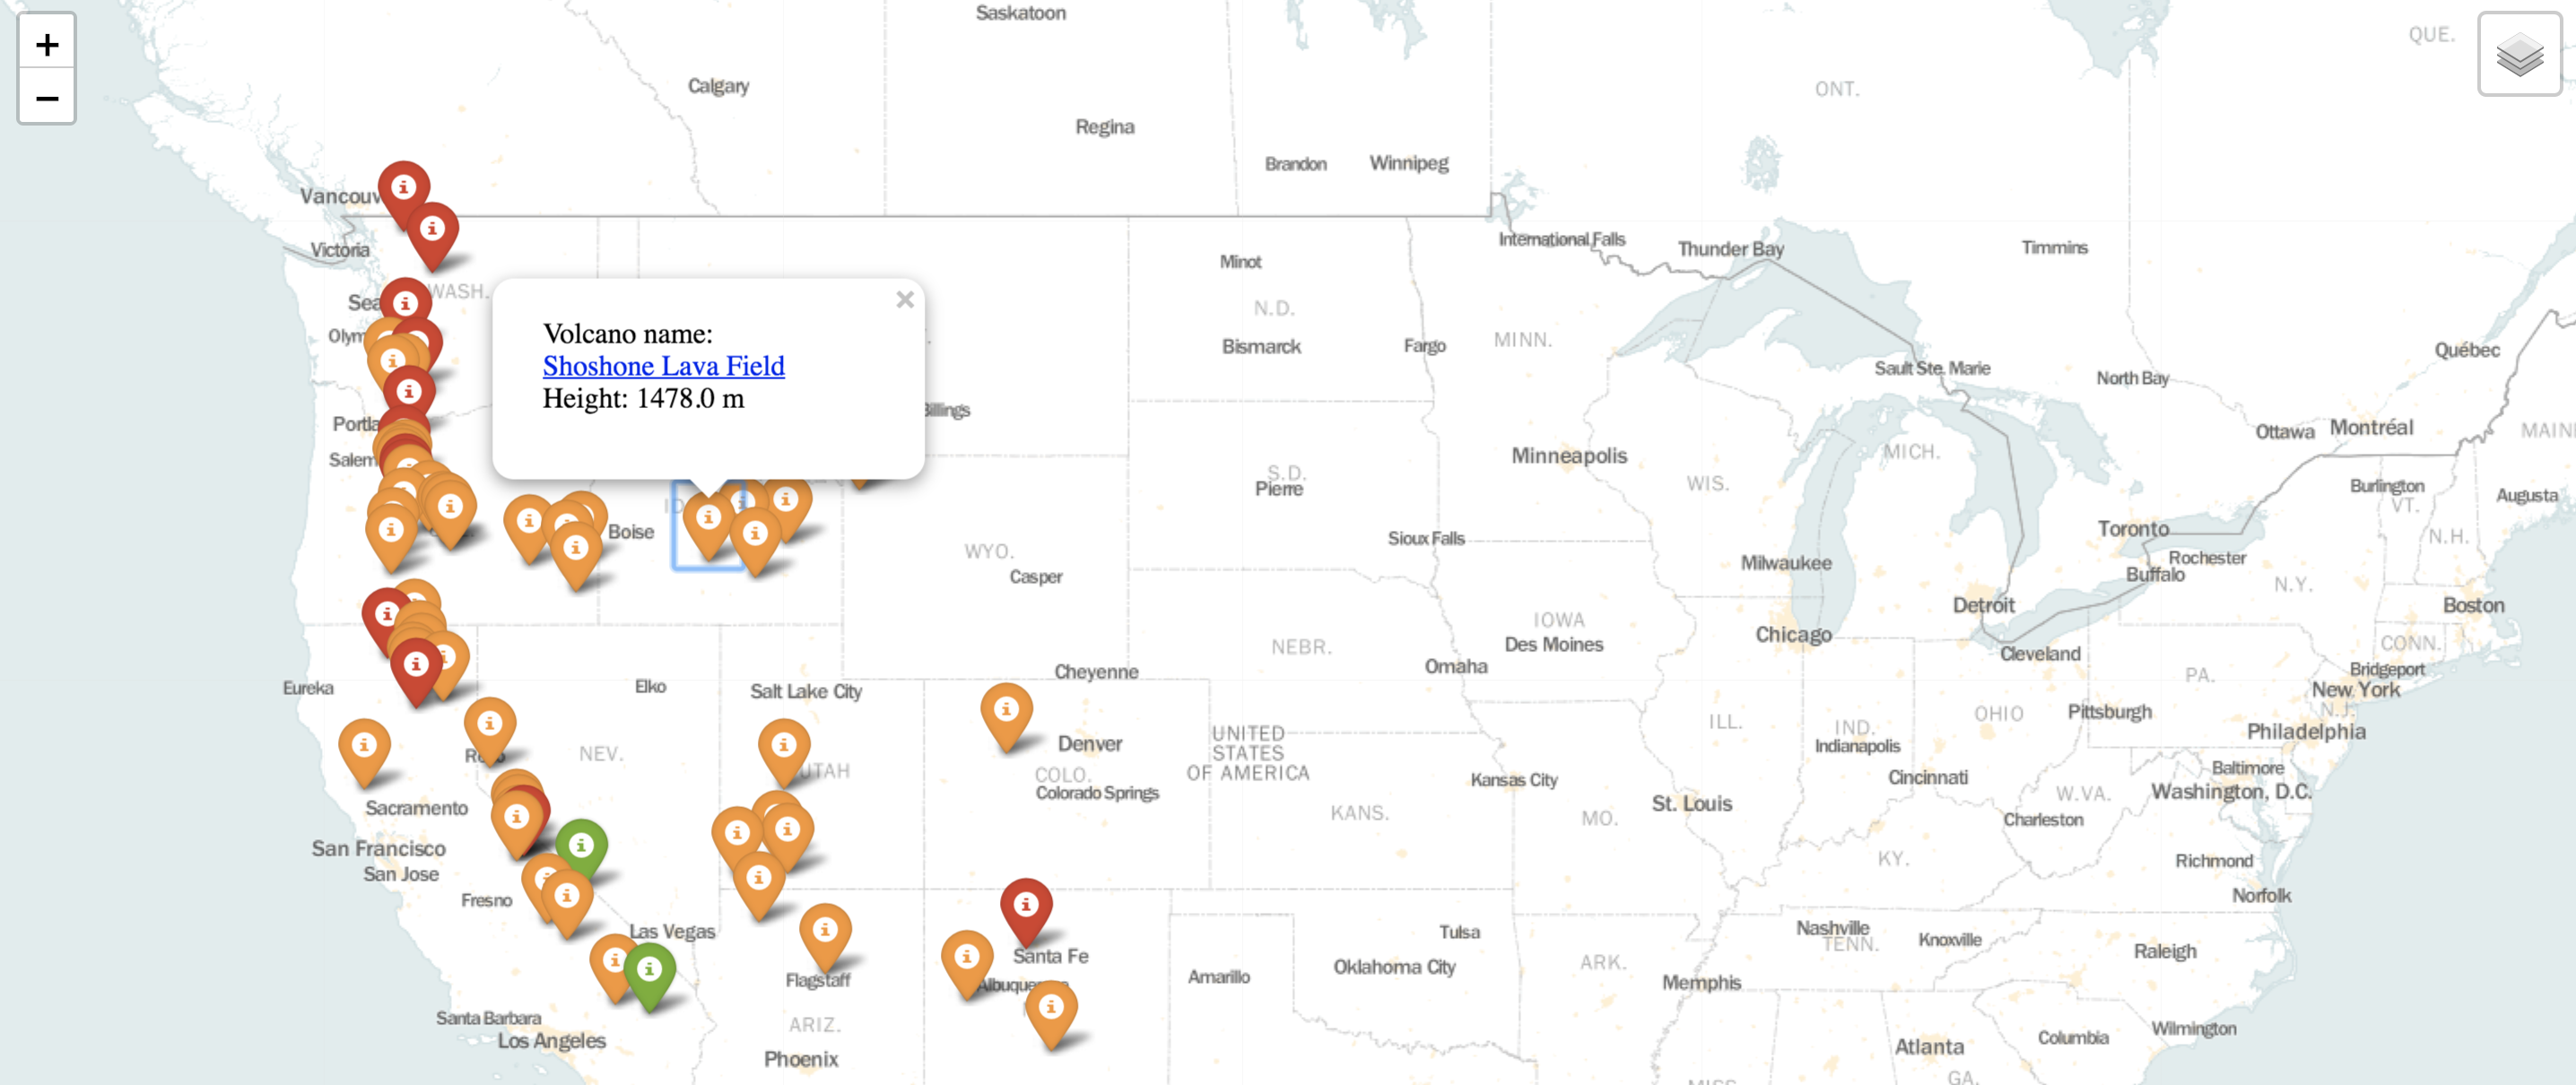 +
−
Saskatoon
QUE.
Calgary
ONT.
Regina
Brandon
Winnipeg
Vancouv
Victoria
International Falls
Thunder Bay
Timmins
Minot
Sea
WASH.
N.D.
Olym
Bismarck
Fargo
MINN.
Québec
Volcano name:
Shoshone Lava Field
Height: 1478.0 m
×
Sault Ste. Marie
North Bay
Billings
Portla
Ottawa
Montréal
MAIN
Salem
Minneapolis
MICH.
S.D.
Pierre
WIS.
Burlington
VT.
Augusta
ID
Boise
Sioux Falls
Toronto
Rochester
N.H.
WYO.
Casper
Milwaukee
Buffalo
N.Y.
Detroit
Boston
IOWA
Des Moines
Chicago
NEBR.
CONN.
Cleveland
Omaha
Cheyenne
Bridgeport
PA.
Eureka
Elko
Salt Lake City
New York
N.J.
OHIO
Pittsburgh
ILL.
IND.
Indianapolis
Philadelphia
Denver
UNITED
STATES
OF AMERICA
NEV.
UTAH
COLO.
Colorado Springs
Kansas City
Cincinnati
Baltimore
Washington, D.C.
W.VA.
Sacramento
St. Louis
KANS.
MO.
Charleston
San Francisco
San Jose
KY.
Richmond
Fresno
Norfolk
Las Vegas
Tulsa
Nashville
TENN.
Knoxville
Raleigh
Santa Fe
Oklahoma City
ARK.
Flagstaff
Albuque
Amarillo
Memphis
Santa Barbara
ARIZ.
Los Angeles
Wilmington
Columbia
Atlanta
Phoenix
GA.
MISS.